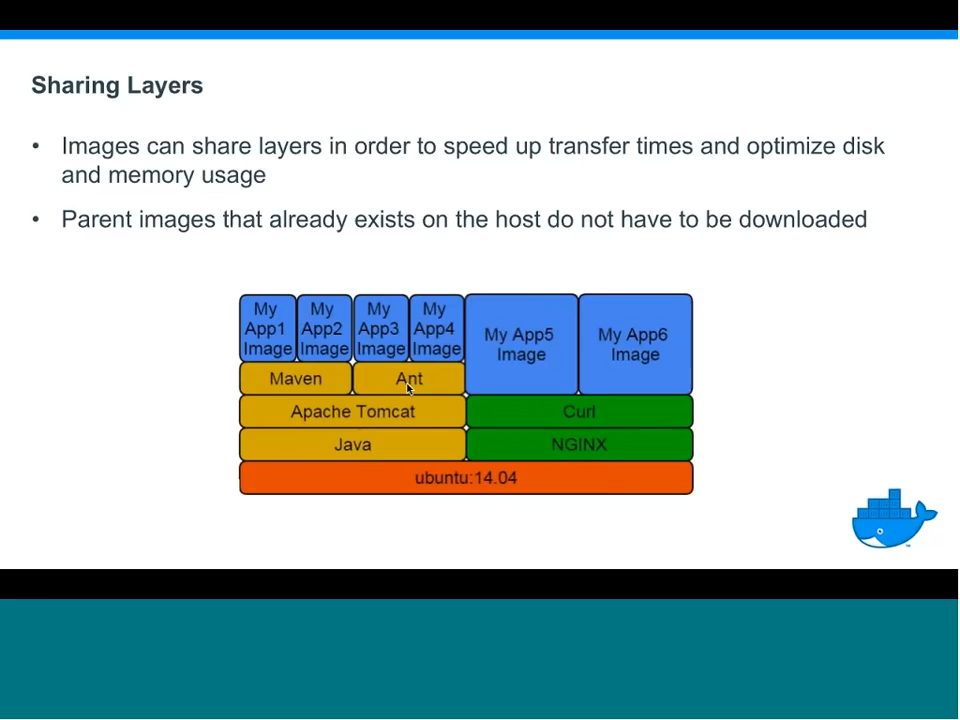 Sharing Layers
• Images can share layers in order to speed up transfer times and optimize disk
and memory usage
• Parent images that already exists on the host do not have to be downloaded
My App1 Image
My App2 Image
My App3 Image
My App4 Image
My App5 Image
My App6 Image
Maven
Ant
Apache Tomcat
Curl
Java
NGINX
ubuntu:14.04